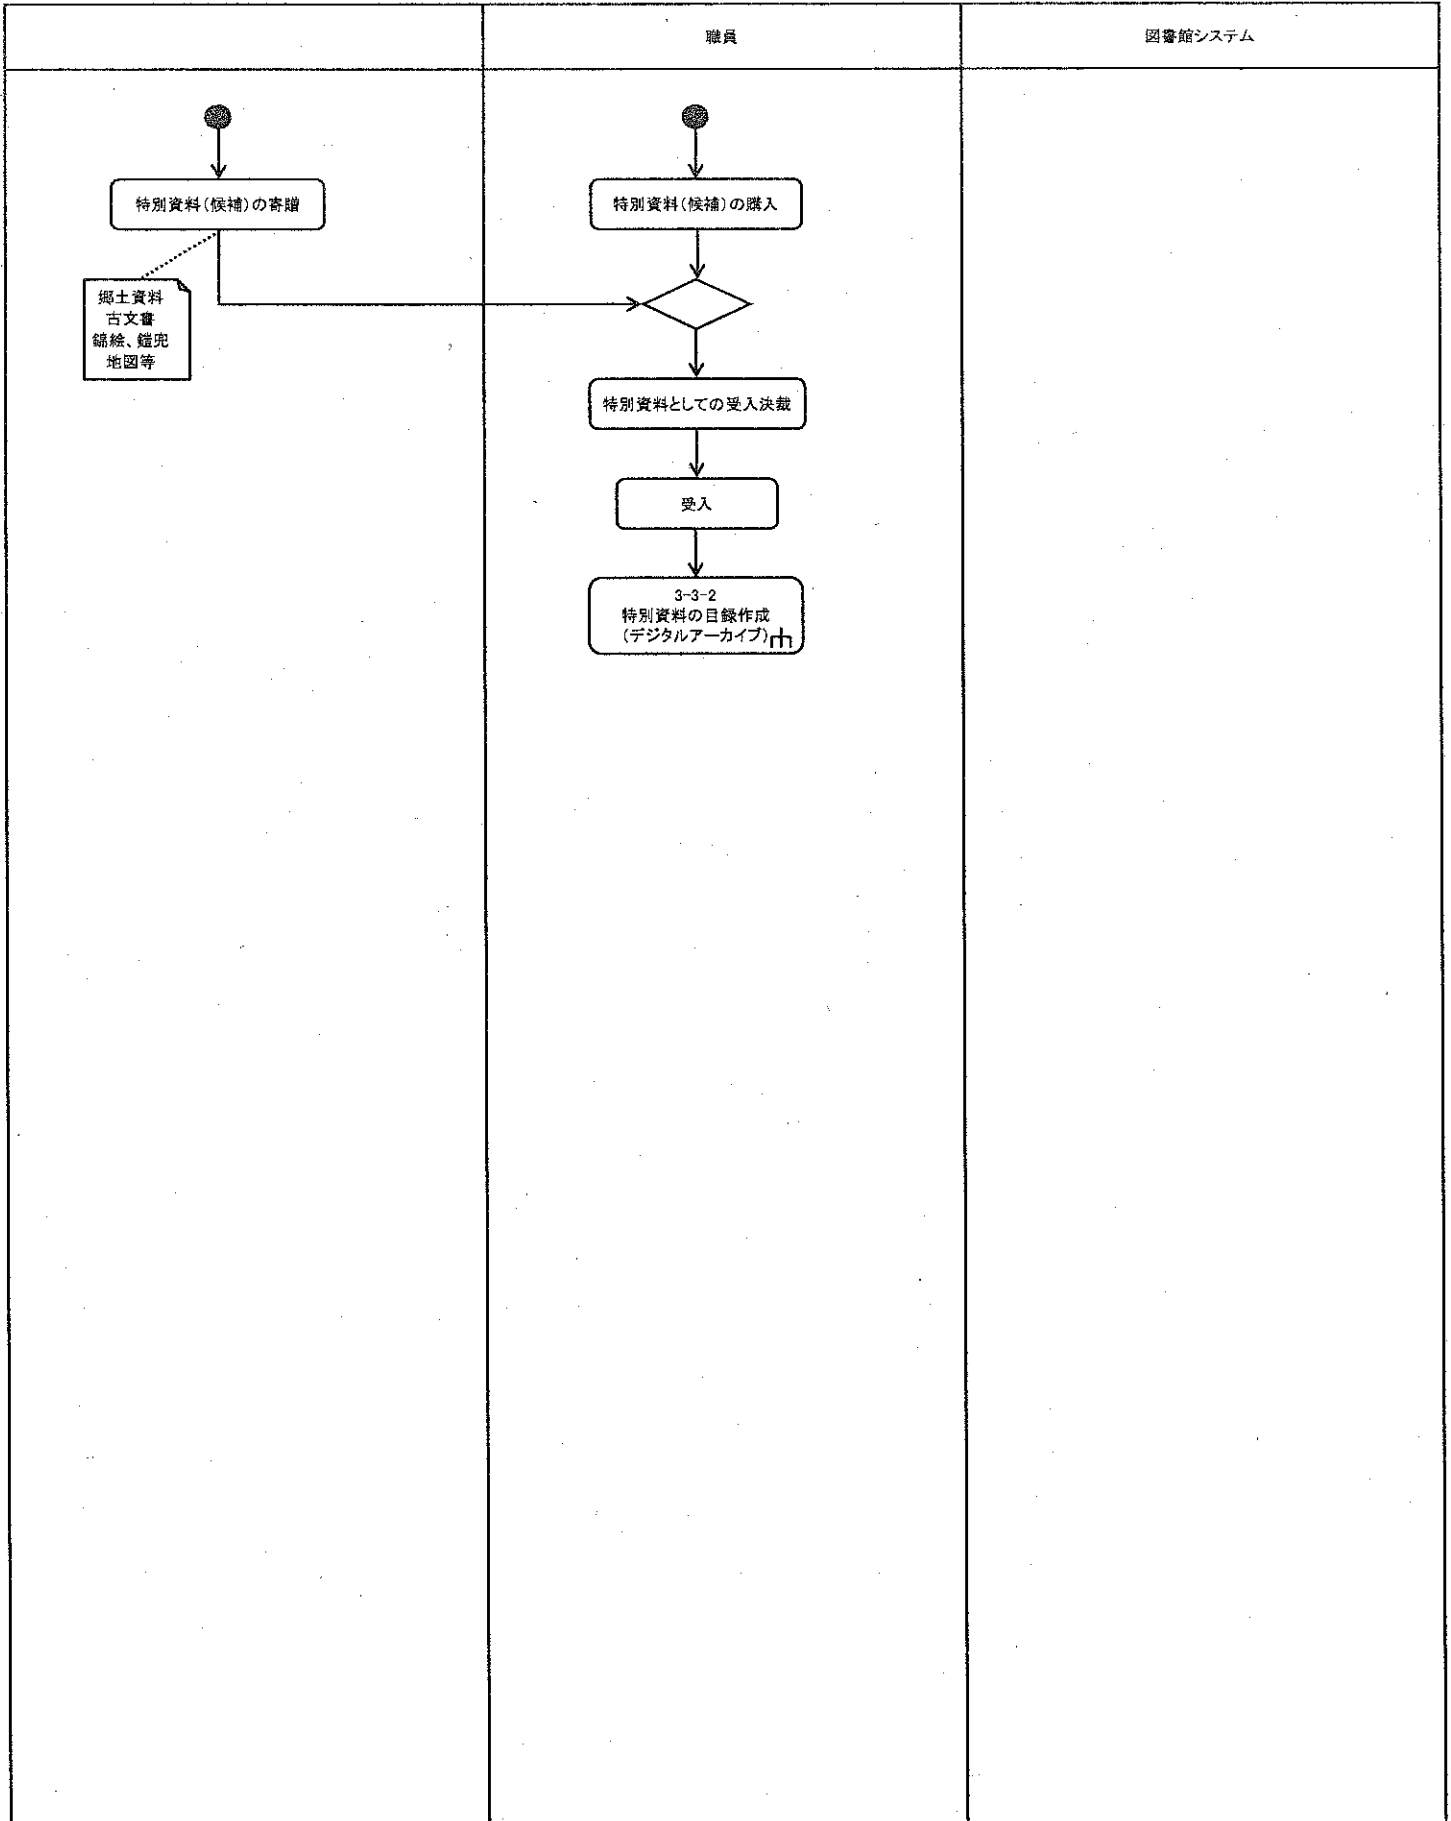 職員
図書館システム
特別資料(候補)の寄贈
特別資料(候補)の購入
郷土資料
古文書
錦絵、鎧兜
地図等
特別資料としての受入決裁
受入
3-3-2
特別資料の目録作成
(デジタルアーカイブ)